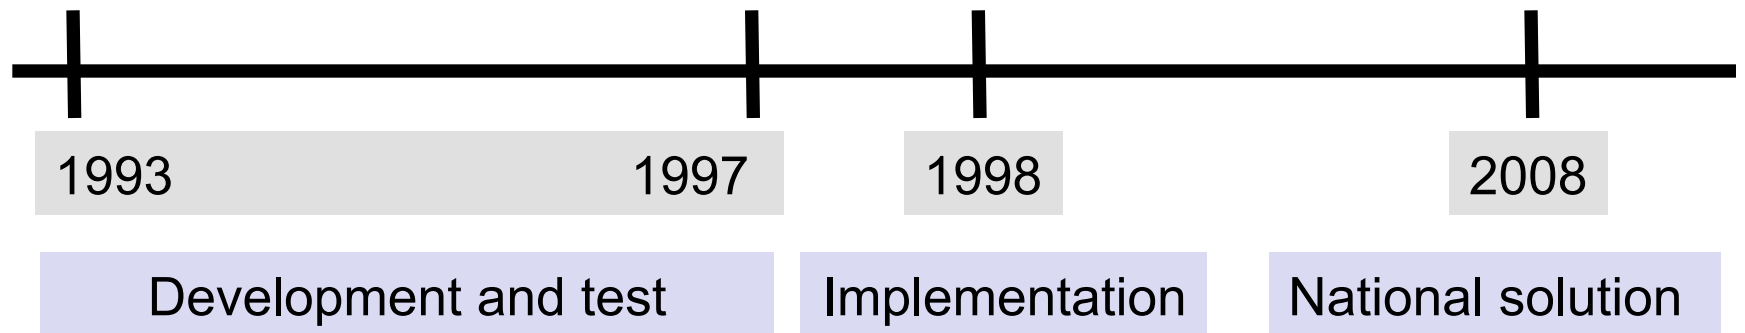 1993 1997 1998 2008
Development and test Implementation National solution